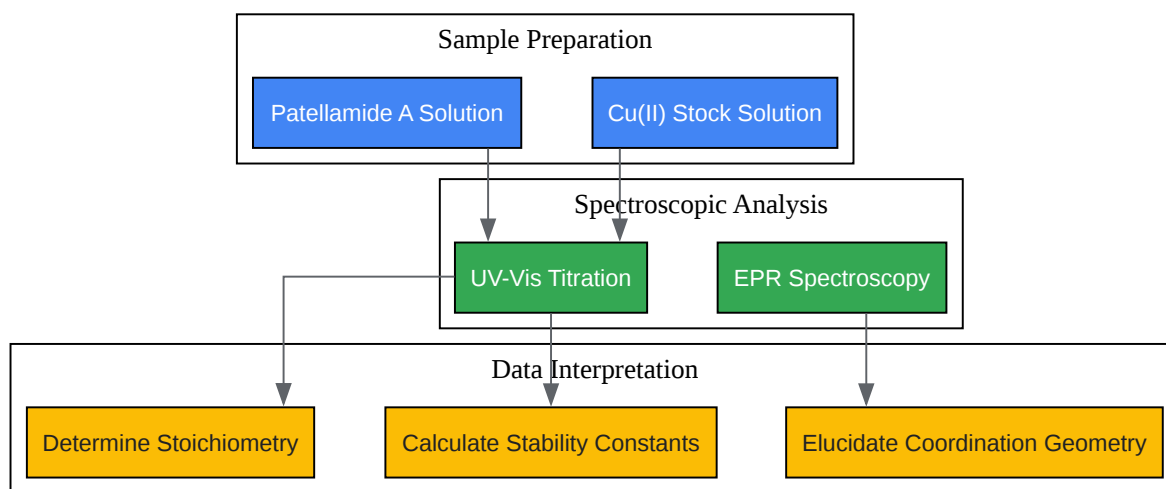 Sample Preparation
Patellamide A Solution
Cu(II) Stock Solution
Spectroscopic Analysis
UV-Vis Titration
EPR Spectroscopy
Data Interpretation
Determine Stoichiometry
Calculate Stability Constants
Elucidate Coordination Geometry